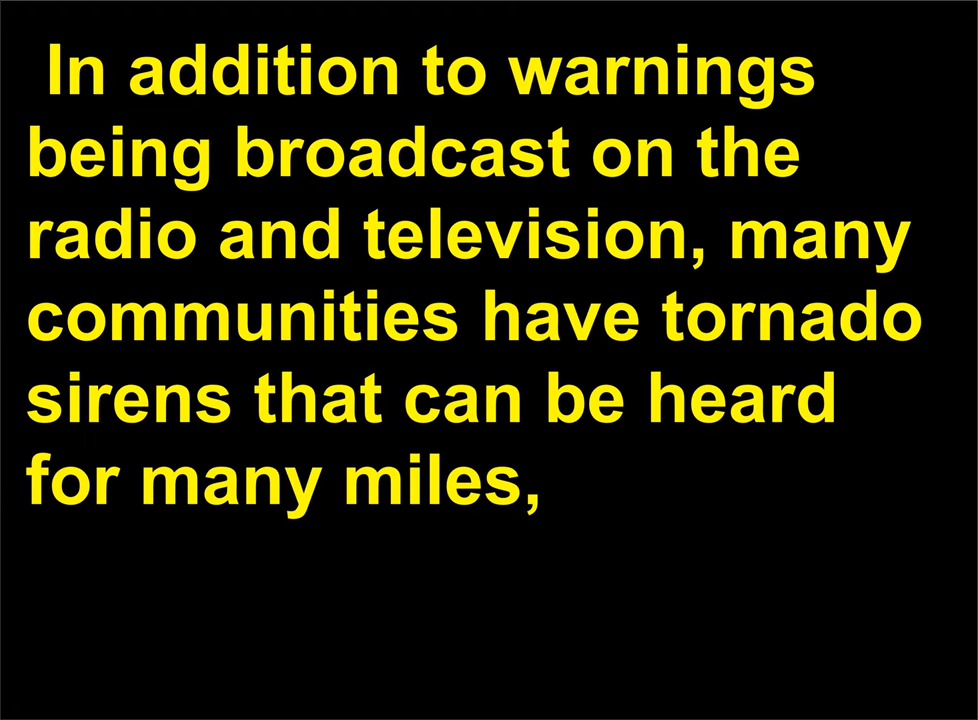 In addition to warnings
being broadcast on the
radio and television, many
communities have tornado
sirens that can be heard
for many miles,